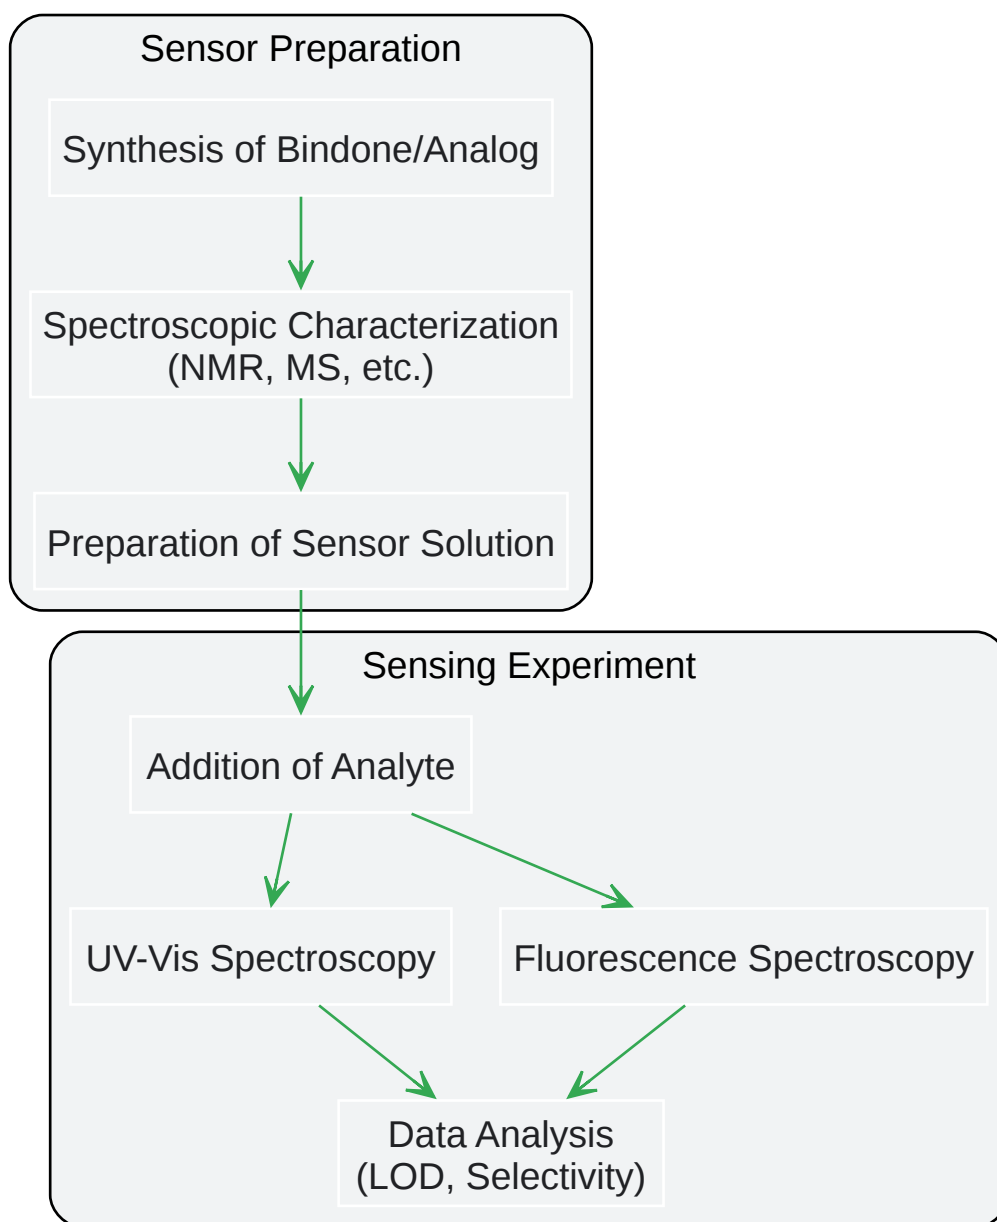 Sensor Preparation
Synthesis of Bindone/Analog
Spectroscopic Characterization
(NMR, MS, etc.)
Preparation of Sensor Solution
Sensing Experiment
Addition of Analyte
UV-Vis Spectroscopy
Fluorescence Spectroscopy
Data Analysis
(LOD, Selectivity)